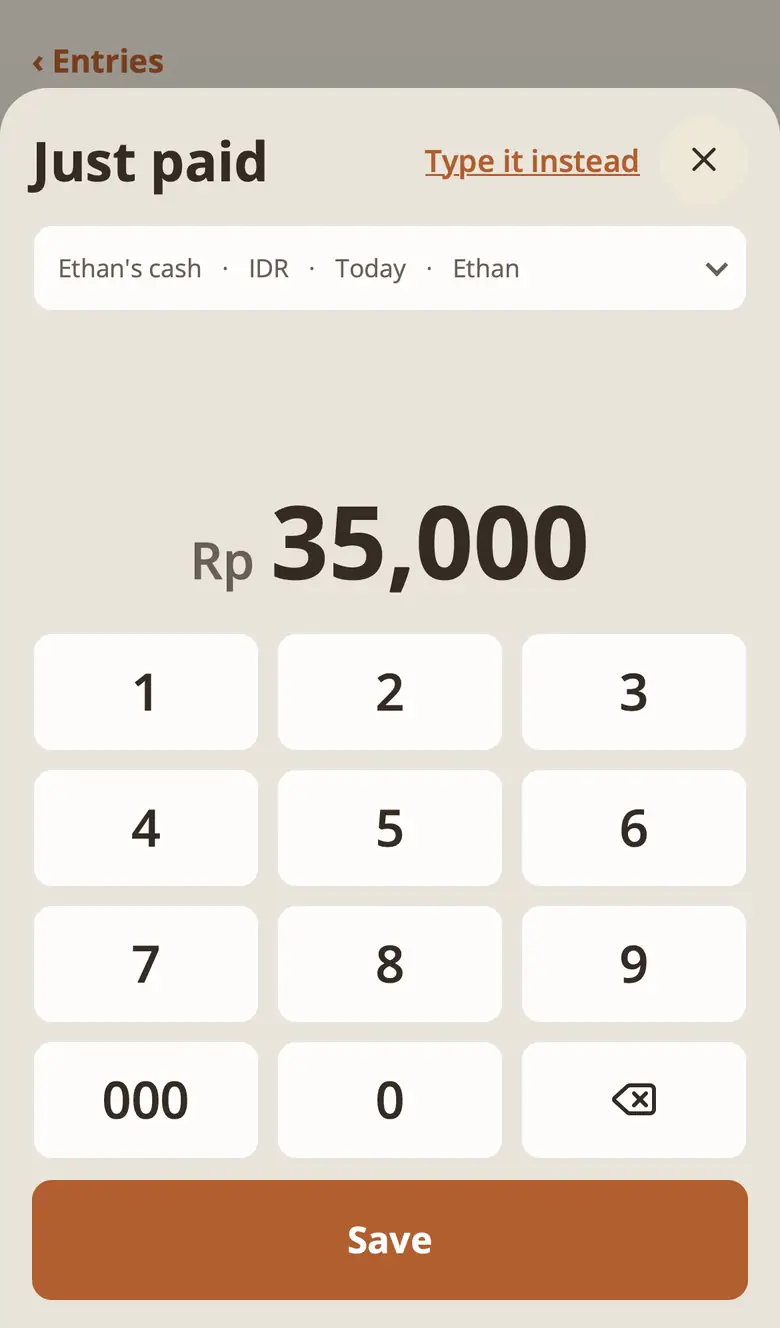 ‹ Entries
Just paid
Type it instead
Ethan's cash · IDR · Today · Ethan
Rp 35,000
1 2 3
4 5 6
7 8 9
000 0
Save